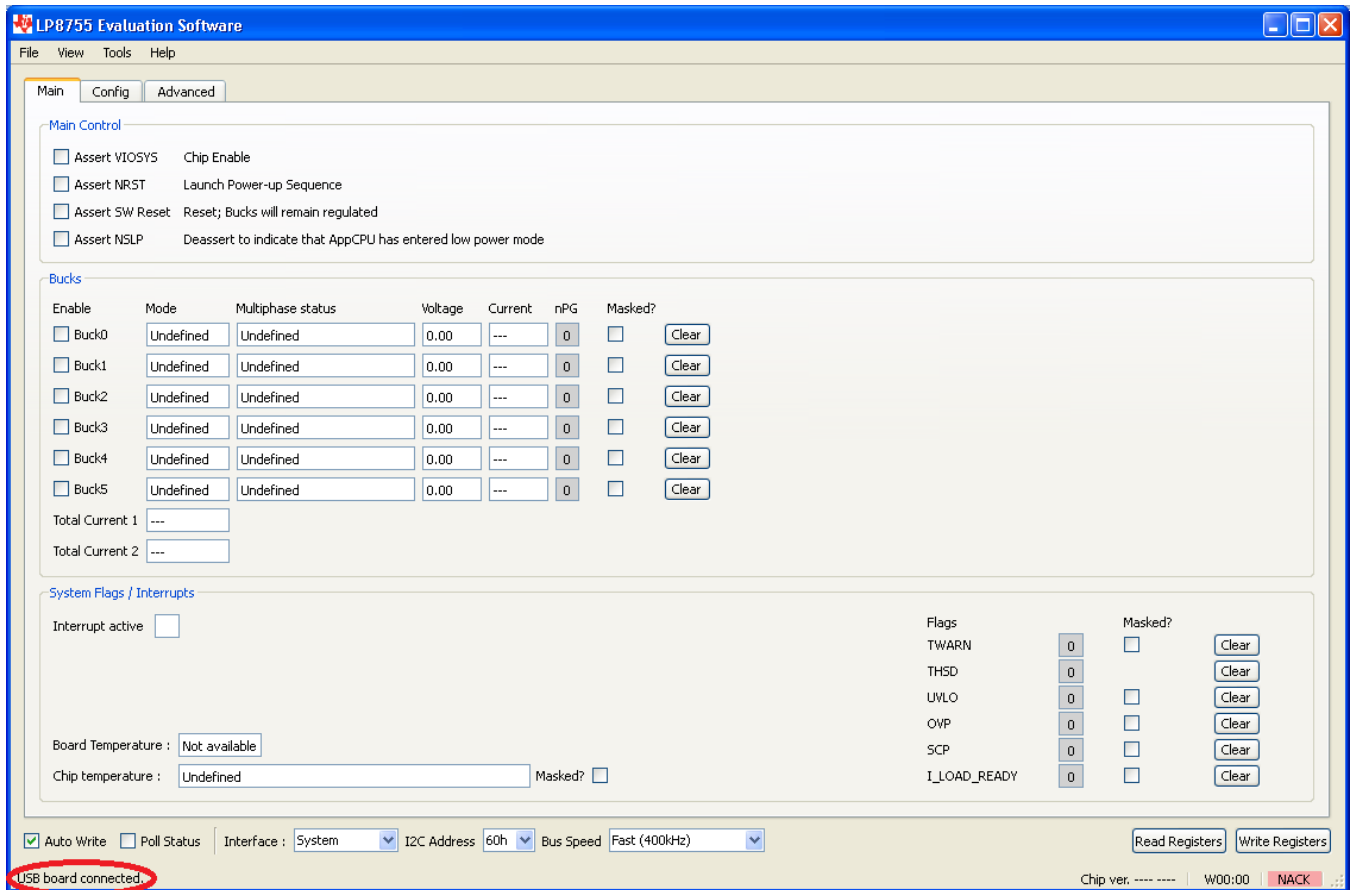 LP8755 Evaluation Software
File View Tools Help
Main Config Advanced
Main Control
Assert VIOSYS Chip Enable
Assert NRST Launch Power-up Sequence
Assert SW Reset Reset; Bucks will remain regulated
Assert NSLP Deassert to indicate that AppCPU has entered low power mode
Bucks
Enable Mode Multiphase status Voltage Current nPG Masked?
Buck0 Undefined Undefined 0.00 --- 0 Clear
Buck1 Undefined Undefined 0.00 --- 0 Clear
Buck2 Undefined Undefined 0.00 --- 0 Clear
Buck3 Undefined Undefined 0.00 --- 0 Clear
Buck4 Undefined Undefined 0.00 --- 0 Clear
Buck5 Undefined Undefined 0.00 --- 0 Clear
Total Current 1 ---
Total Current 2 ---
System Flags / Interrupts
Interrupt active
Flags Masked?
TWARN 0 Clear
THSD 0 Clear
UVLO 0 Clear
OVP 0 Clear
SCP 0 Clear
I_LOAD_READY 0 Clear
Board Temperature : Not available
Chip temperature : Undefined Masked?
Auto Write Poll Status Interface : System I2C Address 60h Bus Speed Fast (400kHz) Read Registers Write Registers
USB board connected. Chip ver. ---- ---- W00:00 NACK